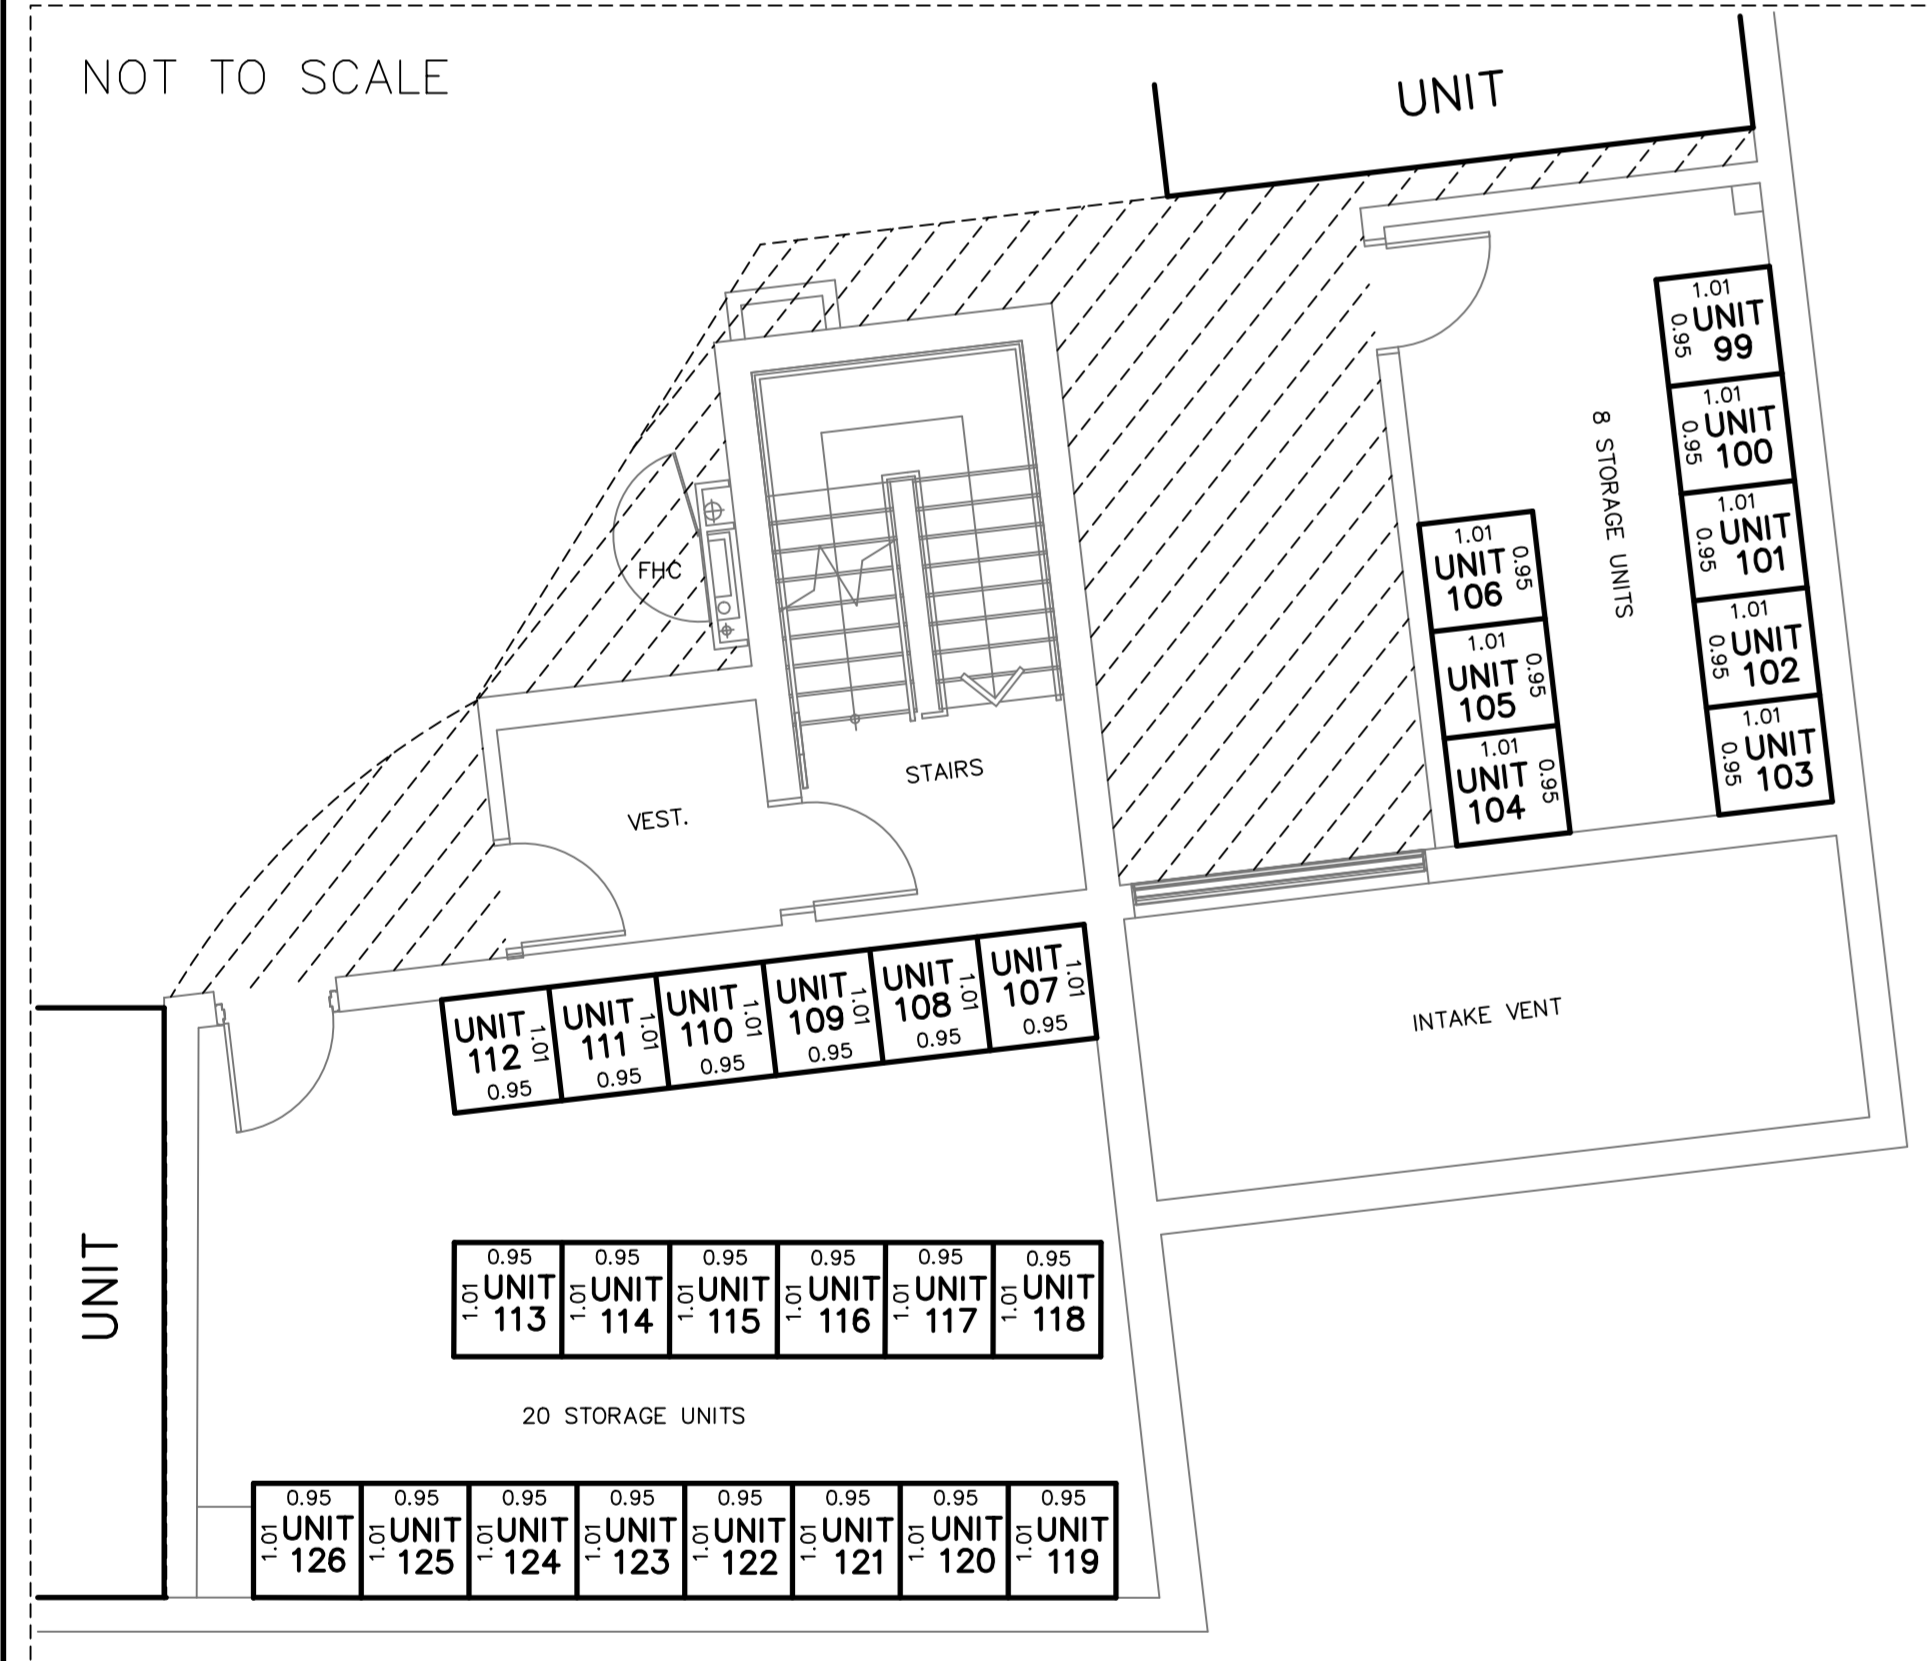 NOT TO SCALE
UNIT
1.01
0.95
UNIT
99
1.01
0.95
UNIT
100
1.01
0.95
UNIT
101
1.01
0.95
UNIT
102
1.01
0.95
UNIT
103
8 STORAGE UNITS
1.01
UNIT
106
0.95
1.01
UNIT
105
0.95
1.01
UNIT
104
0.95
FHC
STAIRS
VEST.
INTAKE VENT
UNIT
112
1.01
0.95
UNIT
111
1.01
0.95
UNIT
110
1.01
0.95
UNIT
109
1.01
0.95
UNIT
108
1.01
0.95
UNIT
107
1.01
0.95
UNIT
0.95
1.01
UNIT
113
0.95
1.01
UNIT
114
0.95
1.01
UNIT
115
0.95
1.01
UNIT
116
0.95
1.01
UNIT
117
0.95
1.01
UNIT
118
20 STORAGE UNITS
0.95
1.01
UNIT
126
0.95
1.01
UNIT
125
0.95
1.01
UNIT
124
0.95
1.01
UNIT
123
0.95
1.01
UNIT
122
0.95
1.01
UNIT
121
0.95
1.01
UNIT
120
0.95
1.01
UNIT
119